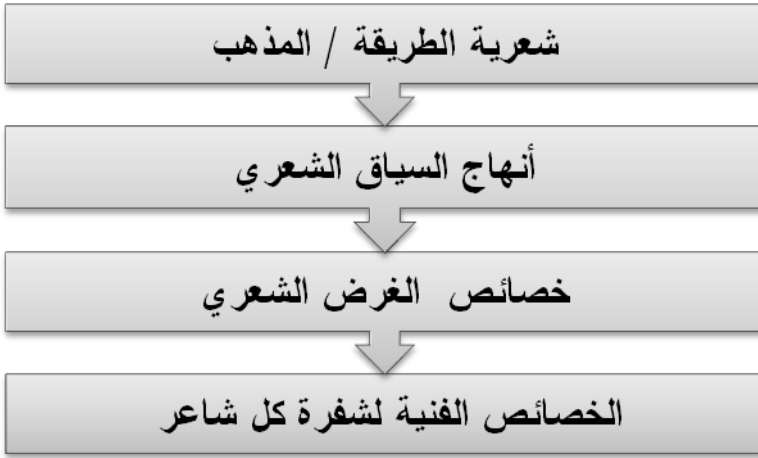 شعرية الطريقة / المذهب
أنهاج السياق الشعري
خصائص الغرض الشعري
الخصائص الفنية لشفرة كل شاعر